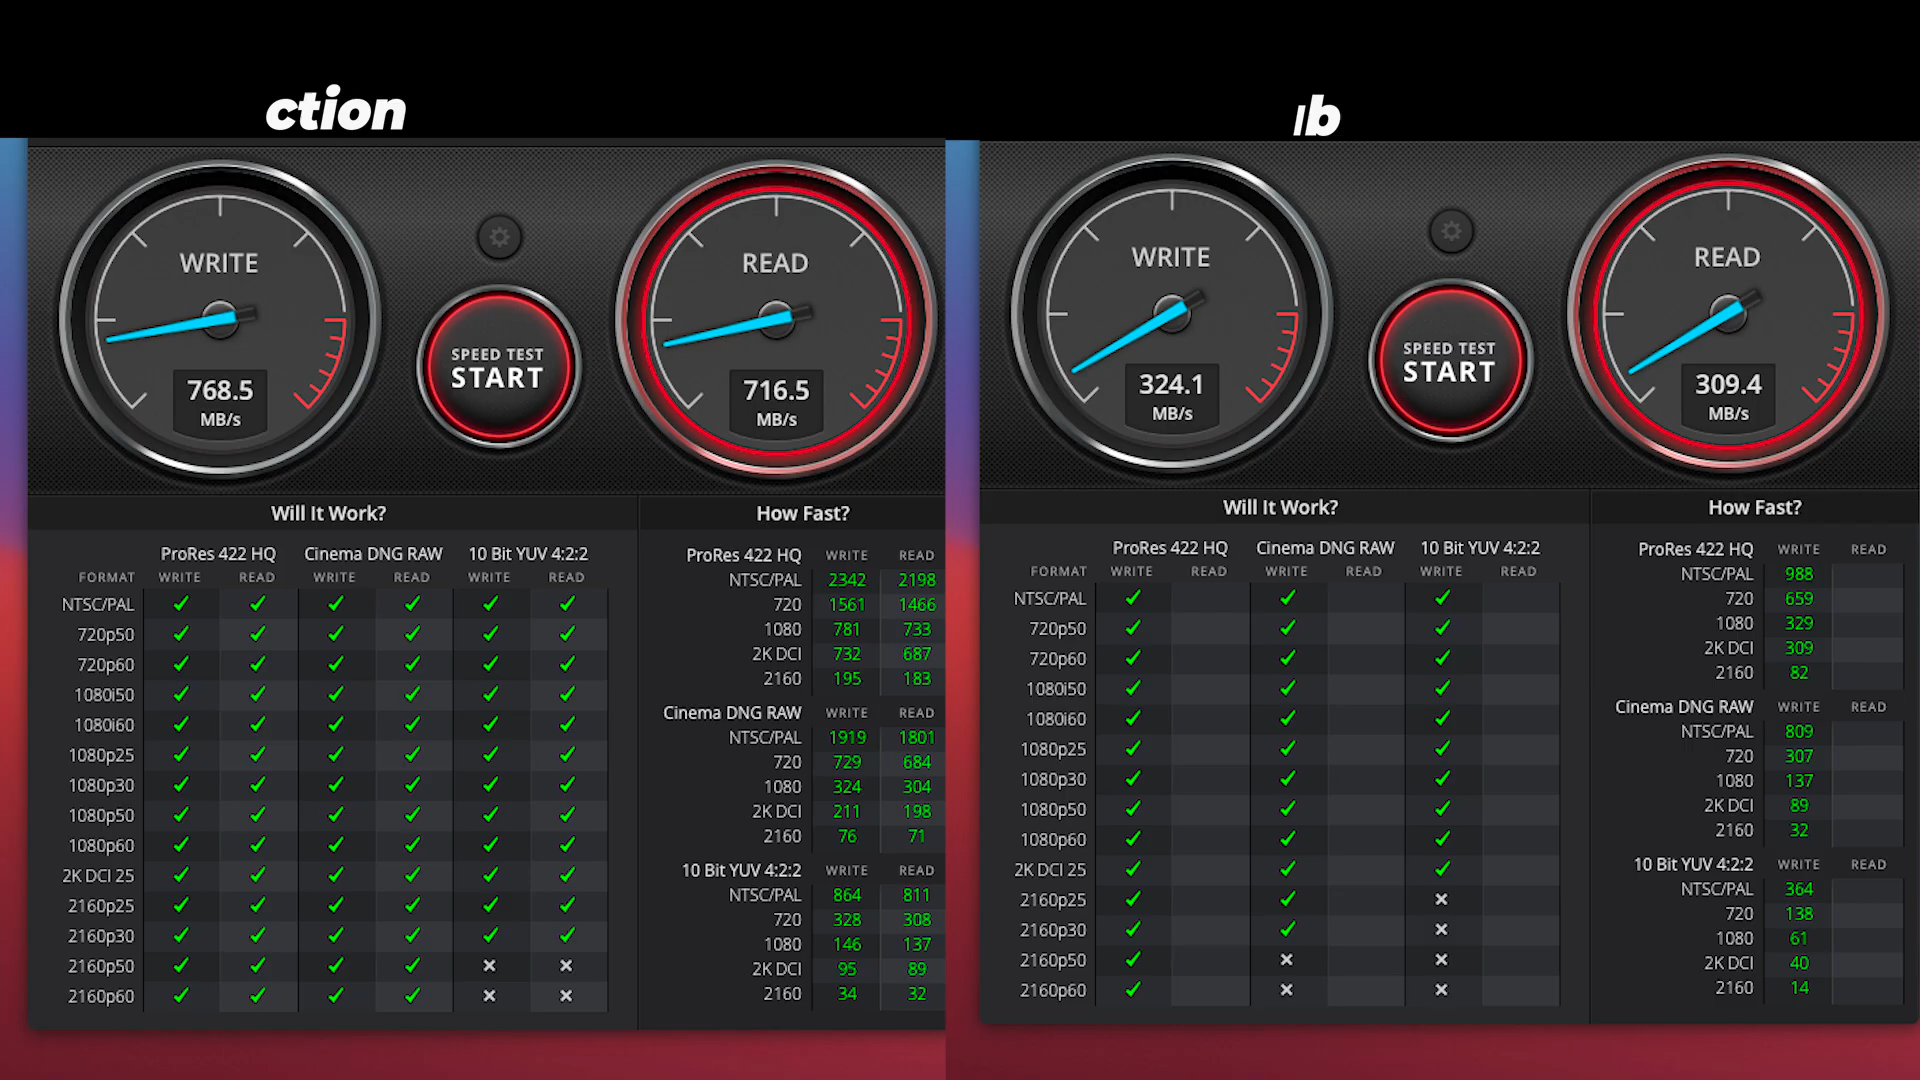 ction
WRITE
768.5
MB/s
SPEED TEST
START
READ
716.5
MB/s
Will It Work?
ProRes 422 HQ Cinema DNG RAW 10 Bit YUV 4:2:2
FORMAT WRITE READ WRITE READ WRITE READ
NTSC/PAL ✓ ✓ ✓ ✓ ✓ ✓
720p50 ✓ ✓ ✓ ✓ ✓ ✓
720p60 ✓ ✓ ✓ ✓ ✓ ✓
1080i50 ✓ ✓ ✓ ✓ ✓ ✓
1080i60 ✓ ✓ ✓ ✓ ✓ ✓
1080p25 ✓ ✓ ✓ ✓ ✓ ✓
1080p30 ✓ ✓ ✓ ✓ ✓ ✓
1080p50 ✓ ✓ ✓ ✓ ✓ ✓
1080p60 ✓ ✓ ✓ ✓ ✓ ✓
2K DCI 25 ✓ ✓ ✓ ✓ ✓ ✓
2160p25 ✓ ✓ ✓ ✓ ✓ ✓
2160p30 ✓ ✓ ✓ ✓ ✓ ✓
2160p50 ✓ ✓ ✓ ✓ × ×
2160p60 ✓ ✓ ✓ ✓ × ×
How Fast?
ProRes 422 HQ WRITE READ
NTSC/PAL 2342 2198
720 1561 1466
1080 781 733
2K DCI 732 687
2160 195 183
Cinema DNG RAW WRITE READ
NTSC/PAL 1919 1801
720 729 684
1080 324 304
2K DCI 211 198
2160 76 71
10 Bit YUV 4:2:2 WRITE READ
NTSC/PAL 864 811
720 328 308
1080 146 137
2K DCI 95 89
2160 34 32
b
WRITE
324.1
MB/s
SPEED TEST
START
READ
309.4
MB/s
Will It Work?
ProRes 422 HQ Cinema DNG RAW 10 Bit YUV 4:2:2
FORMAT WRITE READ WRITE READ WRITE READ
NTSC/PAL ✓ ✓ ✓
720p50 ✓ ✓ ✓
720p60 ✓ ✓ ✓
1080i50 ✓ ✓ ✓
1080i60 ✓ ✓ ✓
1080p25 ✓ ✓ ✓
1080p30 ✓ ✓ ✓
1080p50 ✓ ✓ ✓
1080p60 ✓ ✓ ✓
2K DCI 25 ✓ ✓ ✓
2160p25 ✓ ✓ ×
2160p30 ✓ ✓ ×
2160p50 ✓ × ×
2160p60 ✓ × ×
How Fast?
ProRes 422 HQ WRITE READ
NTSC/PAL 988
720 659
1080 329
2K DCI 309
2160 82
Cinema DNG RAW WRITE READ
NTSC/PAL 809
720 307
1080 137
2K DCI 89
2160 32
10 Bit YUV 4:2:2 WRITE READ
NTSC/PAL 364
720 138
1080 61
2K DCI 40
2160 14